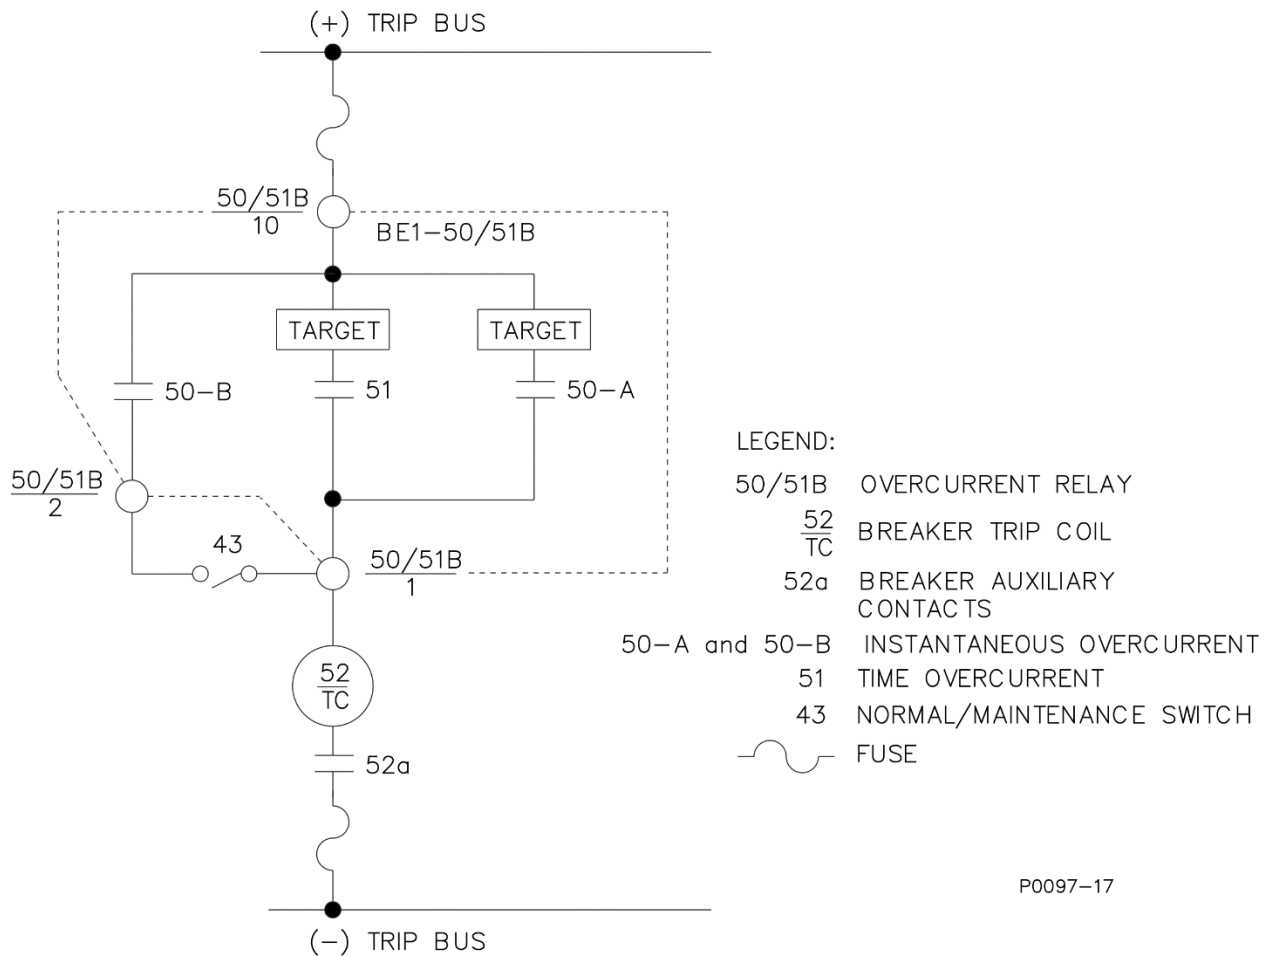 (+) TRIP BUS
50/51B
10
BE1-50/51B
TARGET
TARGET
50-B
51
50-A
50/51B
2
43
50/51B
1
52
TC
52a
(-) TRIP BUS
LEGEND:
50/51B OVERCURRENT RELAY
52
TC
BREAKER TRIP COIL
52a BREAKER AUXILIARY
CONTACTS
50-A and 50-B INSTANTANEOUS OVERCURRENT
51 TIME OVERCURRENT
43 NORMAL/MAINTENANCE SWITCH
FUSE
P0097-17